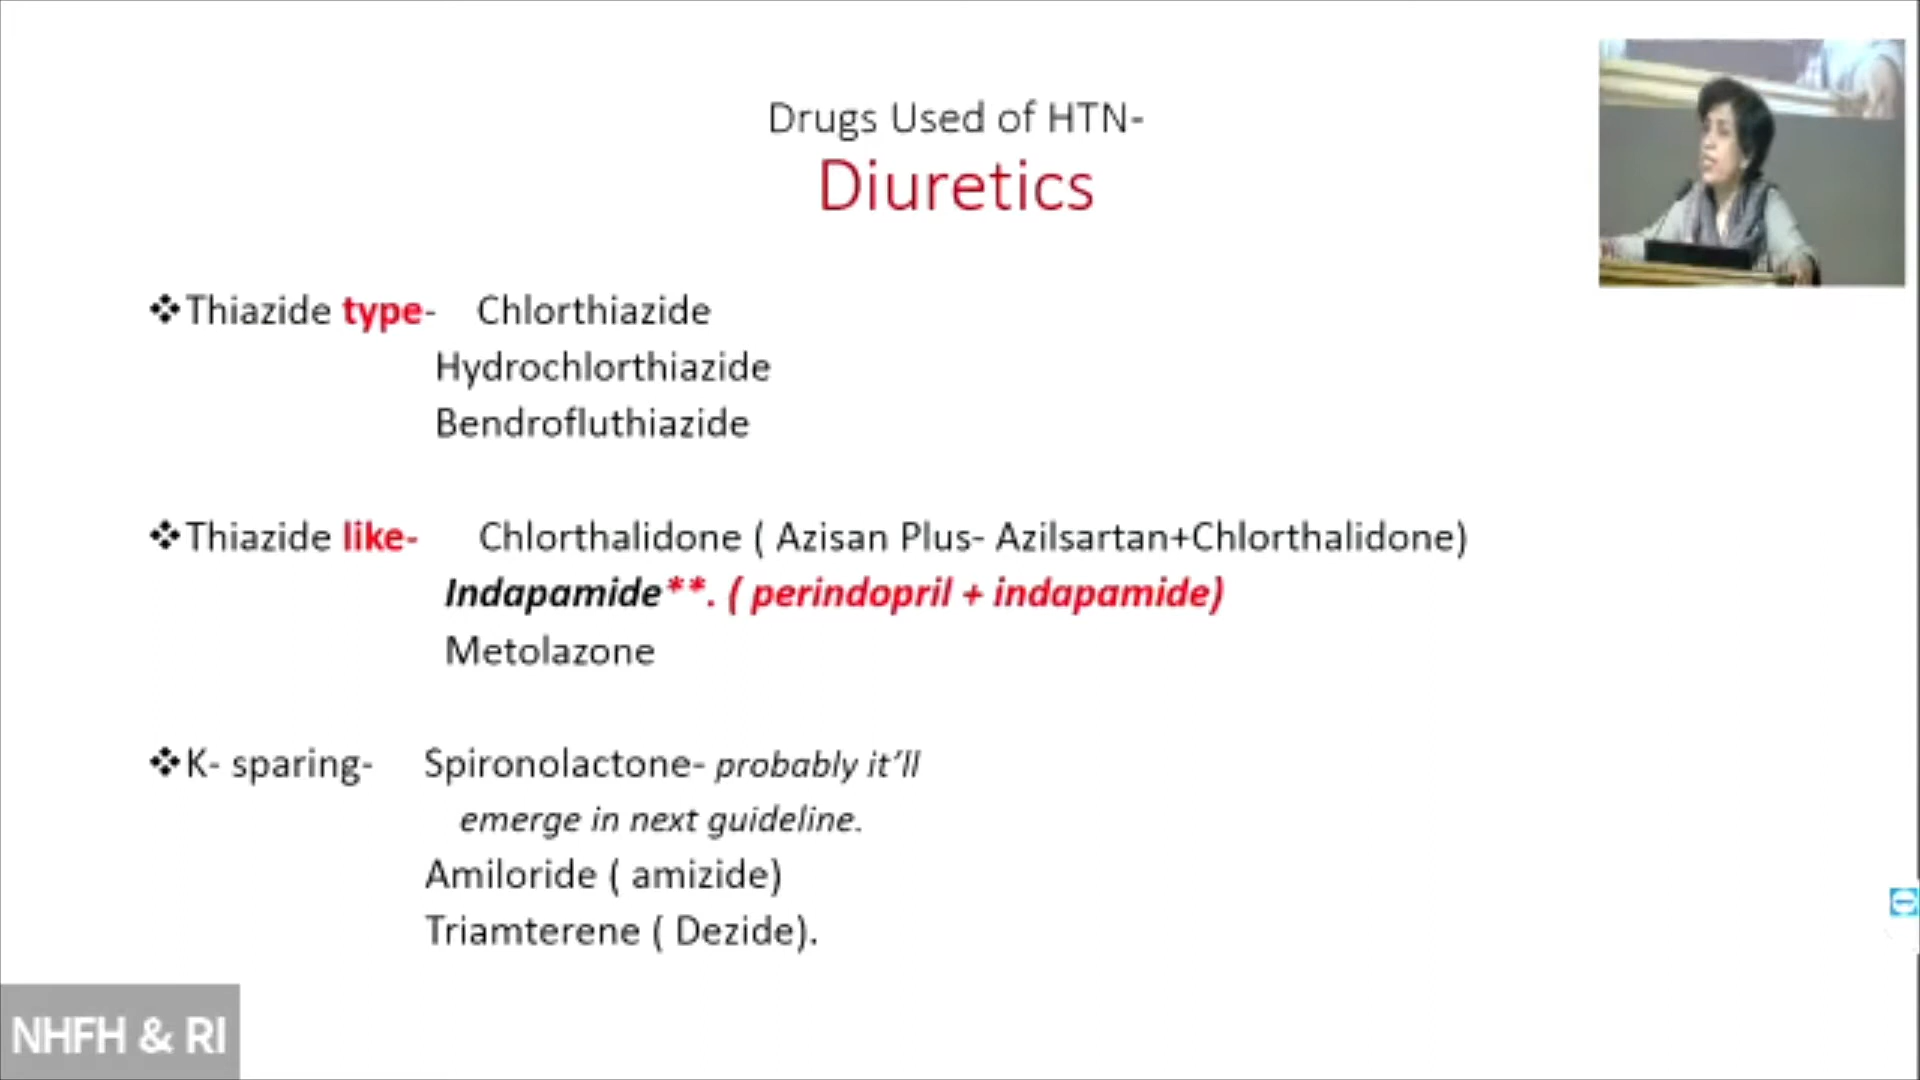 Drugs Used of HTN-
Diuretics
❖Thiazide type- Chlorthiazide
Hydrochlorthiazide
Bendrofluthiazide
❖Thiazide like- Chlorthalidone ( Azisan Plus- Azilsartan+Chlorthalidone)
Indapamide**. ( perindopril + indapamide)
Metolazone
❖K- sparing- Spironolactone- probably it’ll
emerge in next guideline.
Amiloride ( amizide)
Triamterene ( Dezide).
NHFH & RI